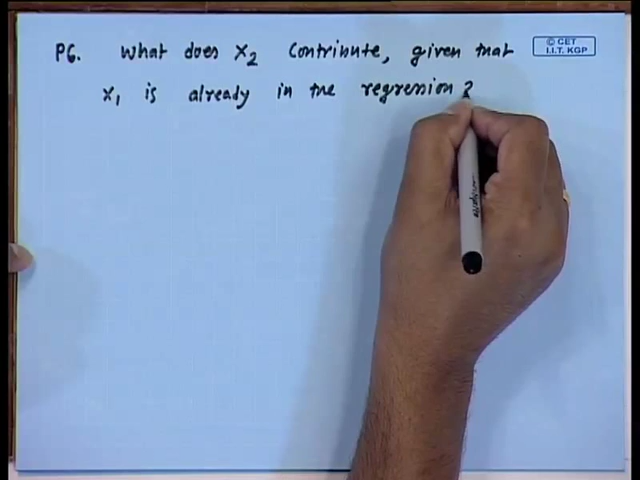 P6. What does X2 Contribute, given that
X1 is already in the regression ?
© CET
I.I.T. KGP